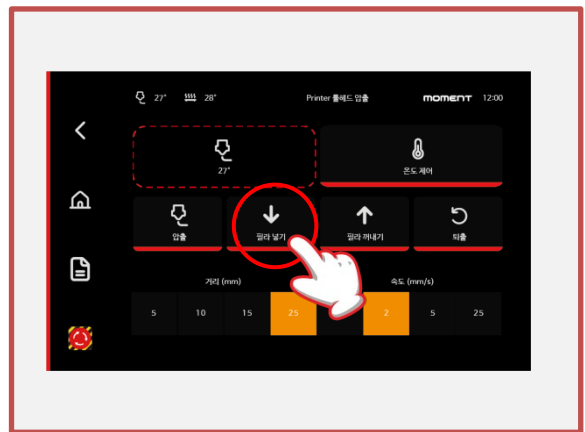 27° 28° Printer 툴헤드 압출 moment 12:00
27°
온도 제어
압출 필라 넣기 필라 꺼내기 퇴출
거리 (mm) 속도 (mm/s)
5 10 15 25 2 5 25